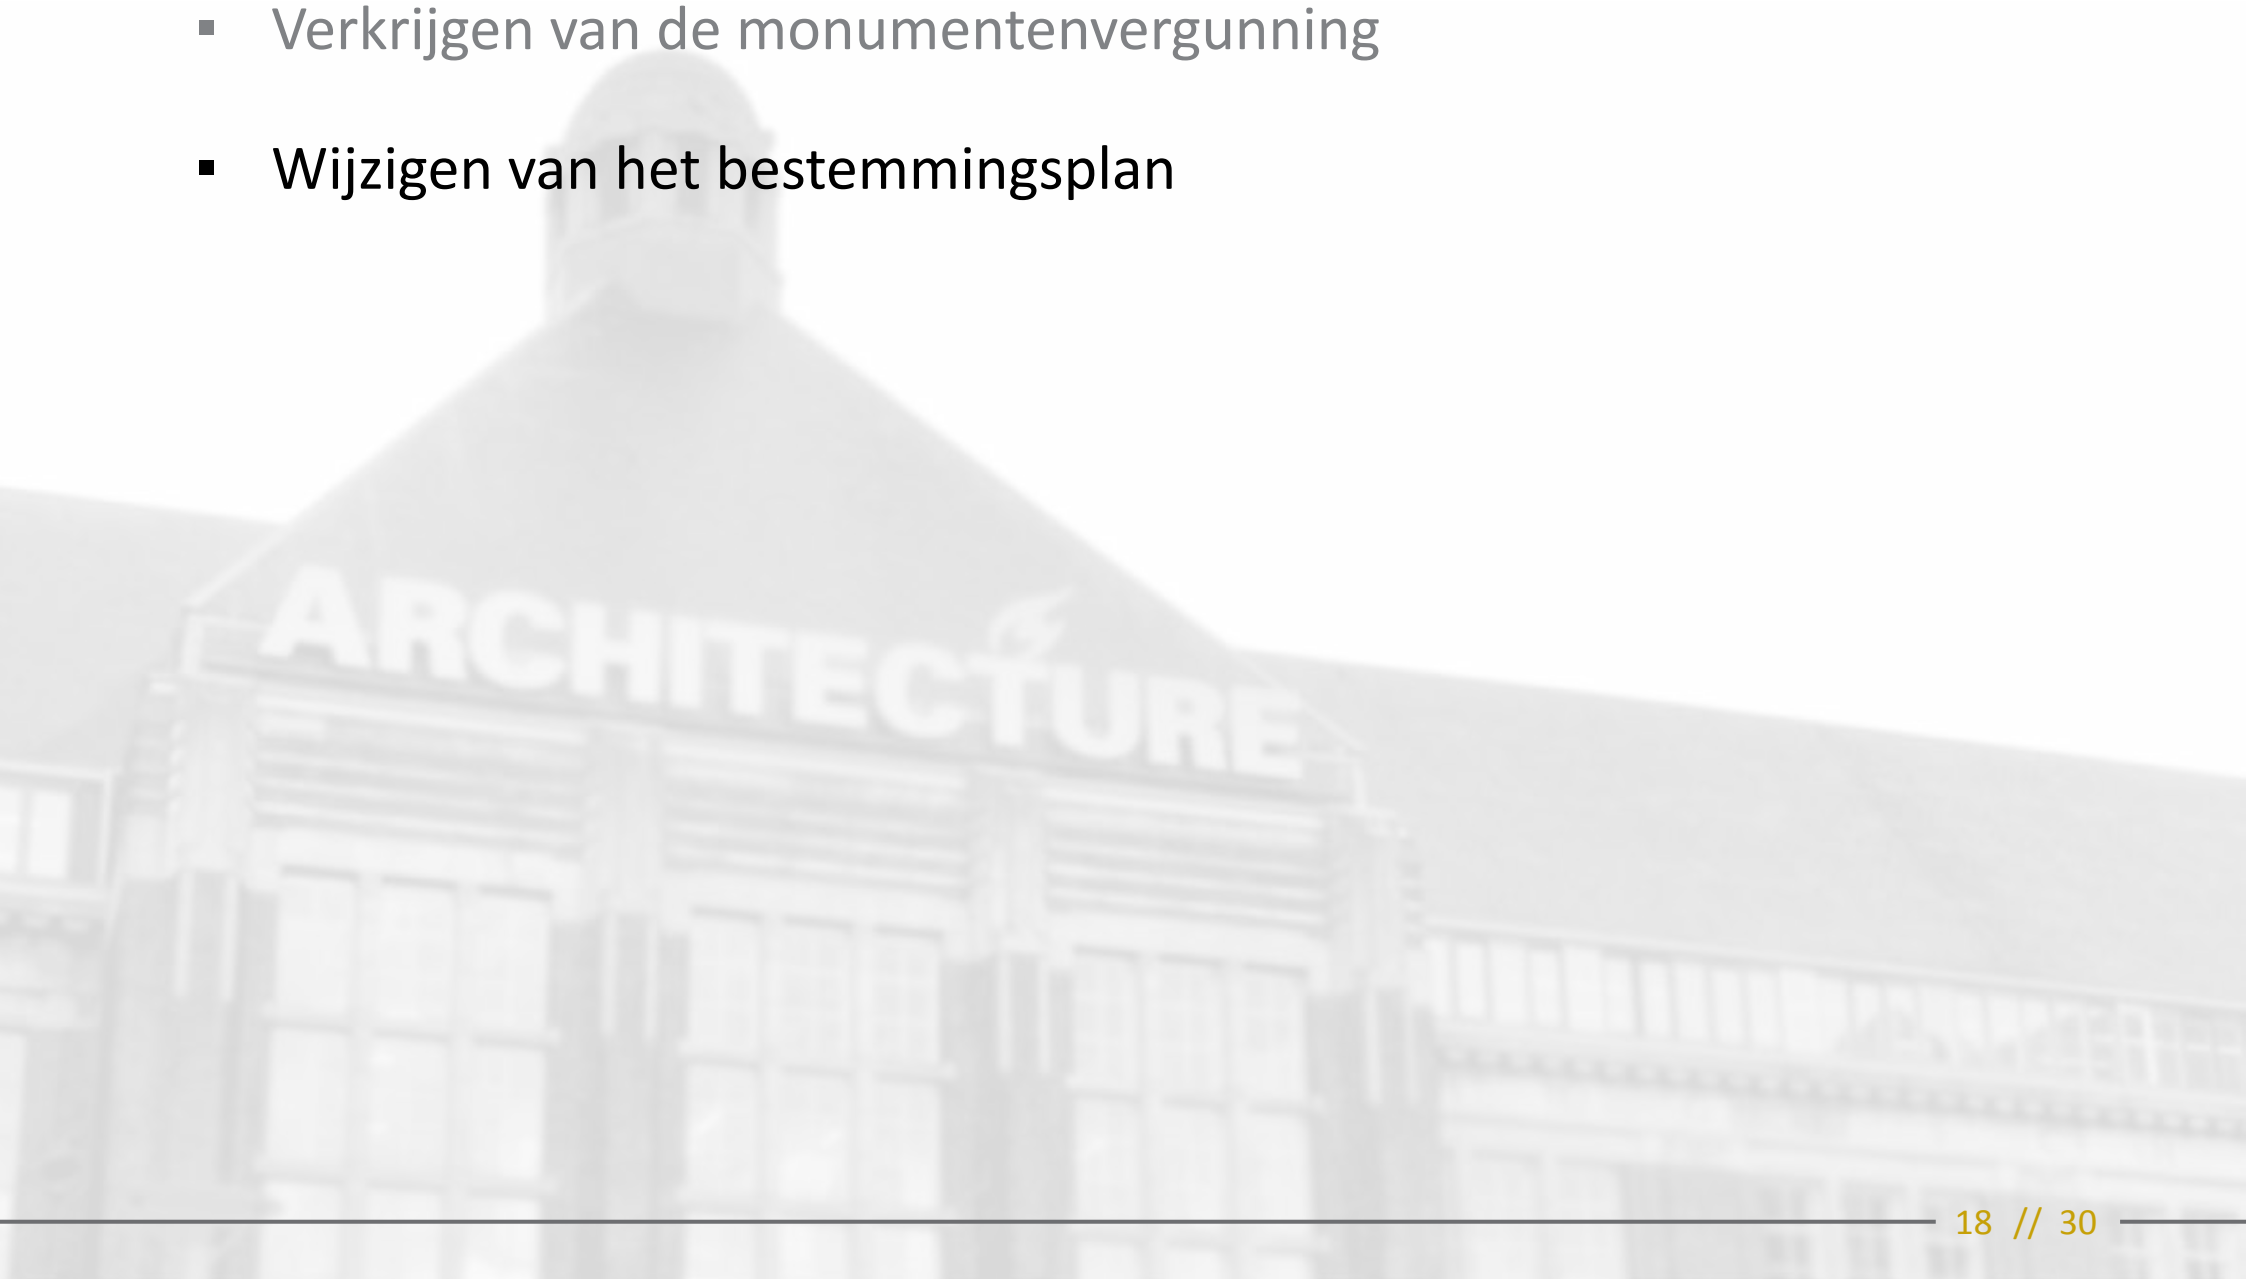 ▪ Verkrijgen van de monumentenvergunning
▪ Wijzigen van het bestemmingsplan
ARCHITECTURE
18 // 30